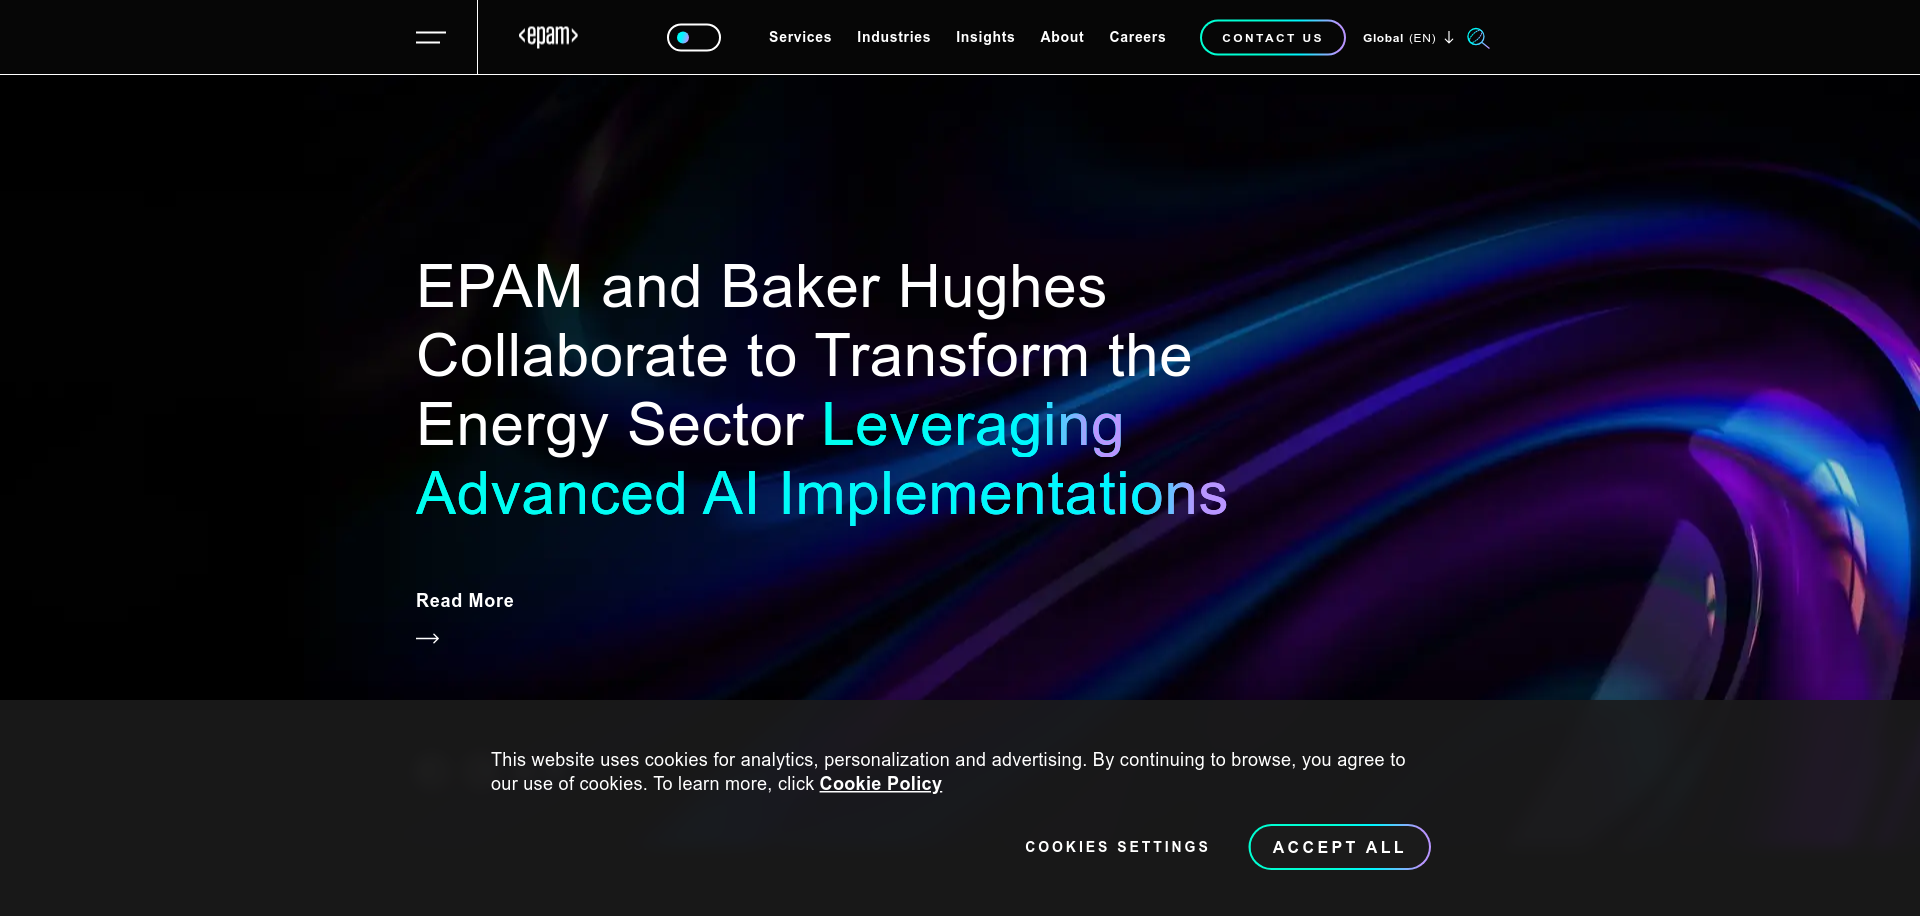 <epam>
Services
Industries
Insights
About
Careers
CONTACT US
Global (EN)
EPAM and Baker Hughes
Collaborate to Transform the
Energy Sector Leveraging
Advanced AI Implementations
Read More
This website uses cookies for analytics, personalization and advertising. By continuing to browse, you agree to
our use of cookies. To learn more, click Cookie Policy
COOKIES SETTINGS
ACCEPT ALL